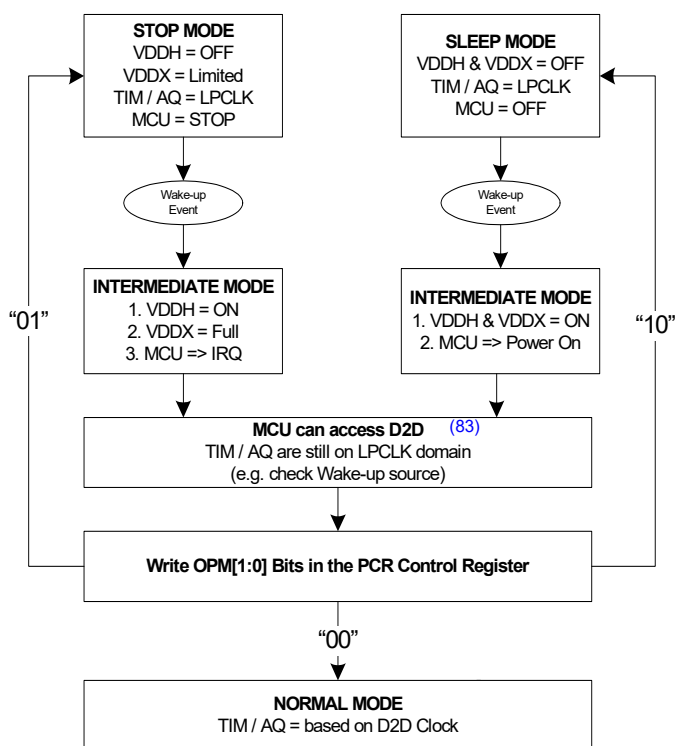 STOP MODE
VDDH = OFF
VDDX = Limited
TIM / AQ = LPCLK
MCU = STOP
SLEEP MODE
VDDH & VDDX = OFF
TIM / AQ = LPCLK
MCU = OFF
Wake-up
Event
Wake-up
Event
INTERMEDIATE MODE
1. VDDH = ON
2. VDDX = Full
3. MCU => IRQ
INTERMEDIATE MODE
1. VDDH & VDDX = ON
2. MCU => Power On
“01”
“10”
MCU can access D2D (83)
TIM / AQ are still on LPCLK domain
(e.g. check Wake-up source)
Write OPM[1:0] Bits in the PCR Control Register
“00”
NORMAL MODE
TIM / AQ = based on D2D Clock